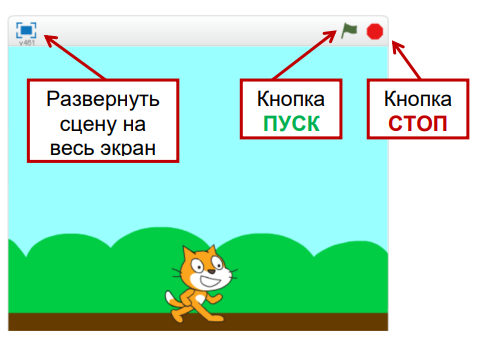 v461
Развернуть
сцену на
весь экран
Кнопка
ПУСК
Кнопка
СТОП